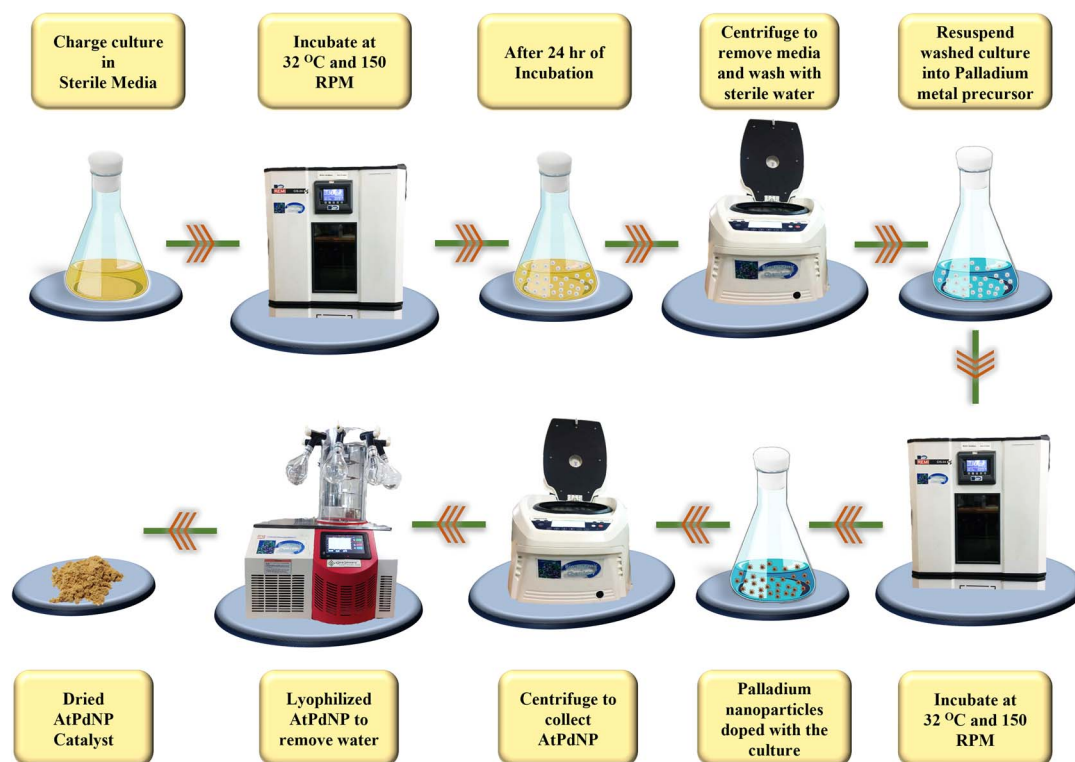 Charge culture
in
Sterile Media
Incubate at
32 ᴼC and 150
RPM
After 24 hr of
Incubation
Centrifuge to
remove media
and wash with
sterile water
Resuspend
washed culture
into Palladium
metal precursor
REMI
REMI
Dried
AtPdNP
Catalyst
Lyophilized
AtPdNP to
remove water
Centrifuge to
collect
AtPdNP
Palladium
nanoparticles
doped with the
culture
Incubate at
32 ᴼC and 150
RPM